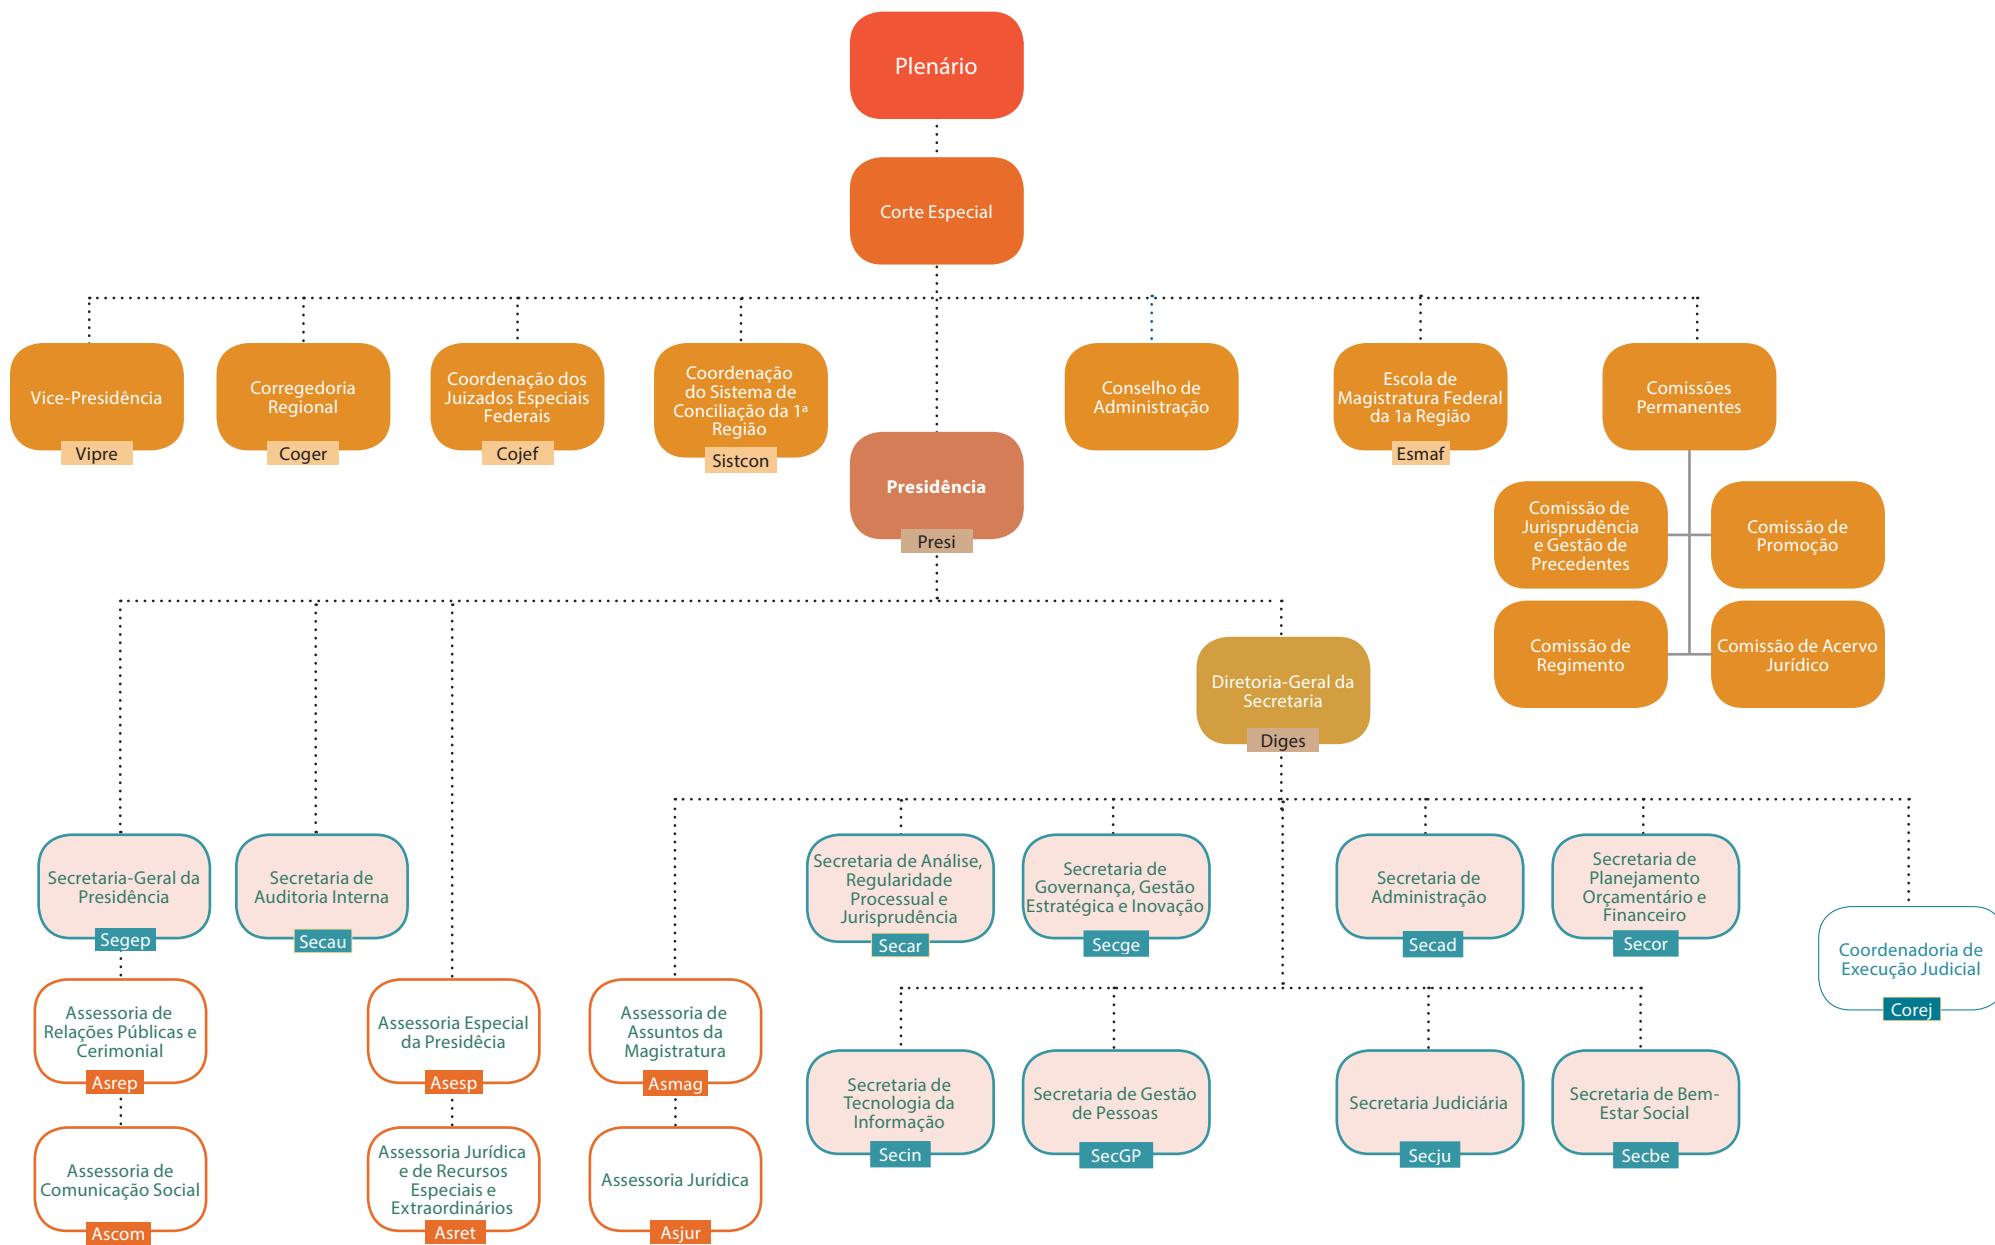 Plenário
Corte Especial
Vice-Presidência
Vipre
Corregedoria
Regional
Coger
Coordenação dos
Juizados Especiais
Federais
Cojef
Coordenação
do Sistema de
Conciliação da 1ª
Região
Sistcon
Presidência
Presi
Conselho de
Administração
Escola de
Magistratura Federal
da 1a Região
Esmaf
Comissões
Permanentes
Comissão de
Jurisprudência
e Gestão de
Precedentes
Comissão de
Promoção
Comissão de
Regimento
Comissão de Acervo
Jurídico
Diretoria-Geral da
Secretaria
Diges
Secretaria-Geral da
Presidência
Segep
Secretaria de
Auditoria Interna
Secau
Secretaria de Análise,
Regularidade
Processual e
Jurisprudência
Secar
Secretaria de
Governança, Gestão
Estratégica e Inovação
Secge
Secretaria de
Administração
Secad
Secretaria de
Planejamento
Orçamentário e
Financeiro
Secor
Coordenadoria de
Execução Judicial
Corej
Assessoria de
Relações Públicas e
Cerimonial
Asrep
Assessoria Especial
da Presidêcia
Asesp
Assessoria de
Assuntos da
Magistratura
Asmag
Secretaria de
Tecnologia da
Informação
Secin
Secretaria de Gestão
de Pessoas
SecGP
Secretaria Judiciária
Secju
Secretaria de Bem-
Estar Social
Secbe
Assessoria de
Comunicação Social
Ascom
Assessoria Jurídica
e de Recursos
Especiais e
Extraordinários
Asret
Assessoria Jurídica
Asjur